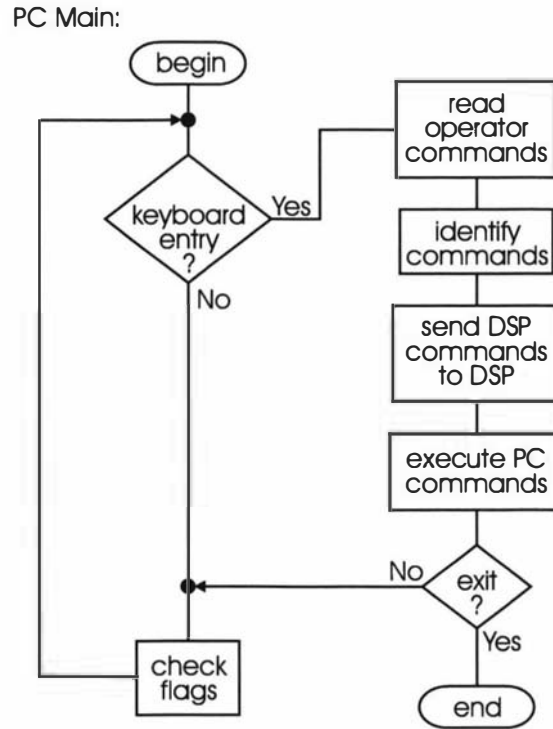 PC Main:
begin
keyboard
entry
?
Yes
No
read
operator
commands
identify
commands
send DSP
commands
to DSP
execute PC
commands
No
exit
?
Yes
check
flags
end